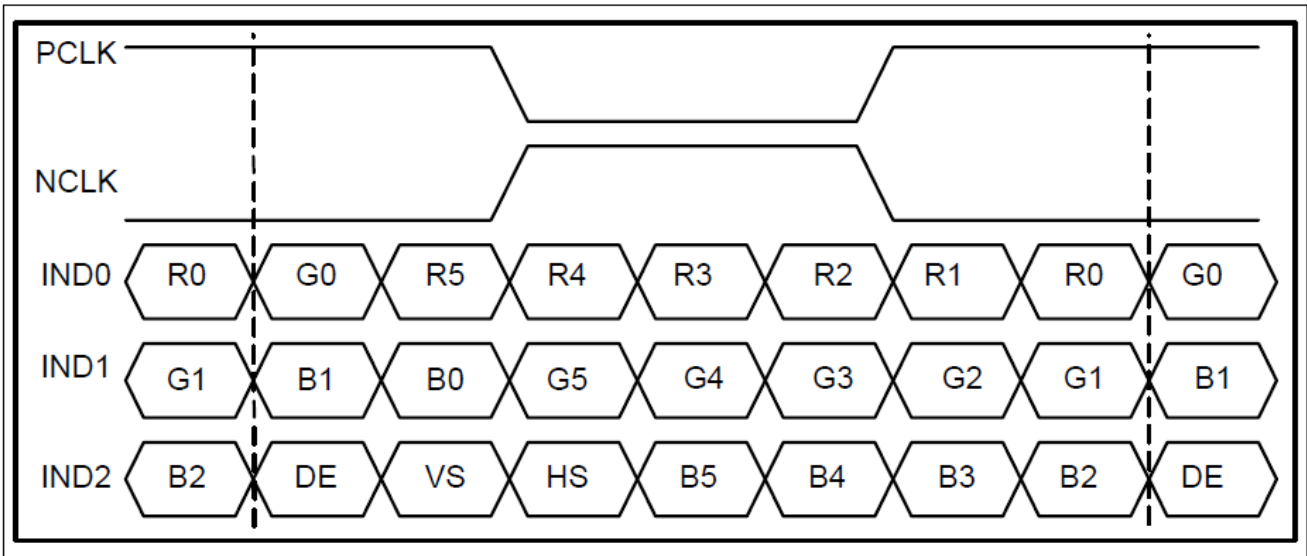 PCLK
NCLK
IND0 R0 G0 R5 R4 R3 R2 R1 R0 G0
IND1 G1 B1 B0 G5 G4 G3 G2 G1 B1
IND2 B2 DE VS HS B5 B4 B3 B2 DE